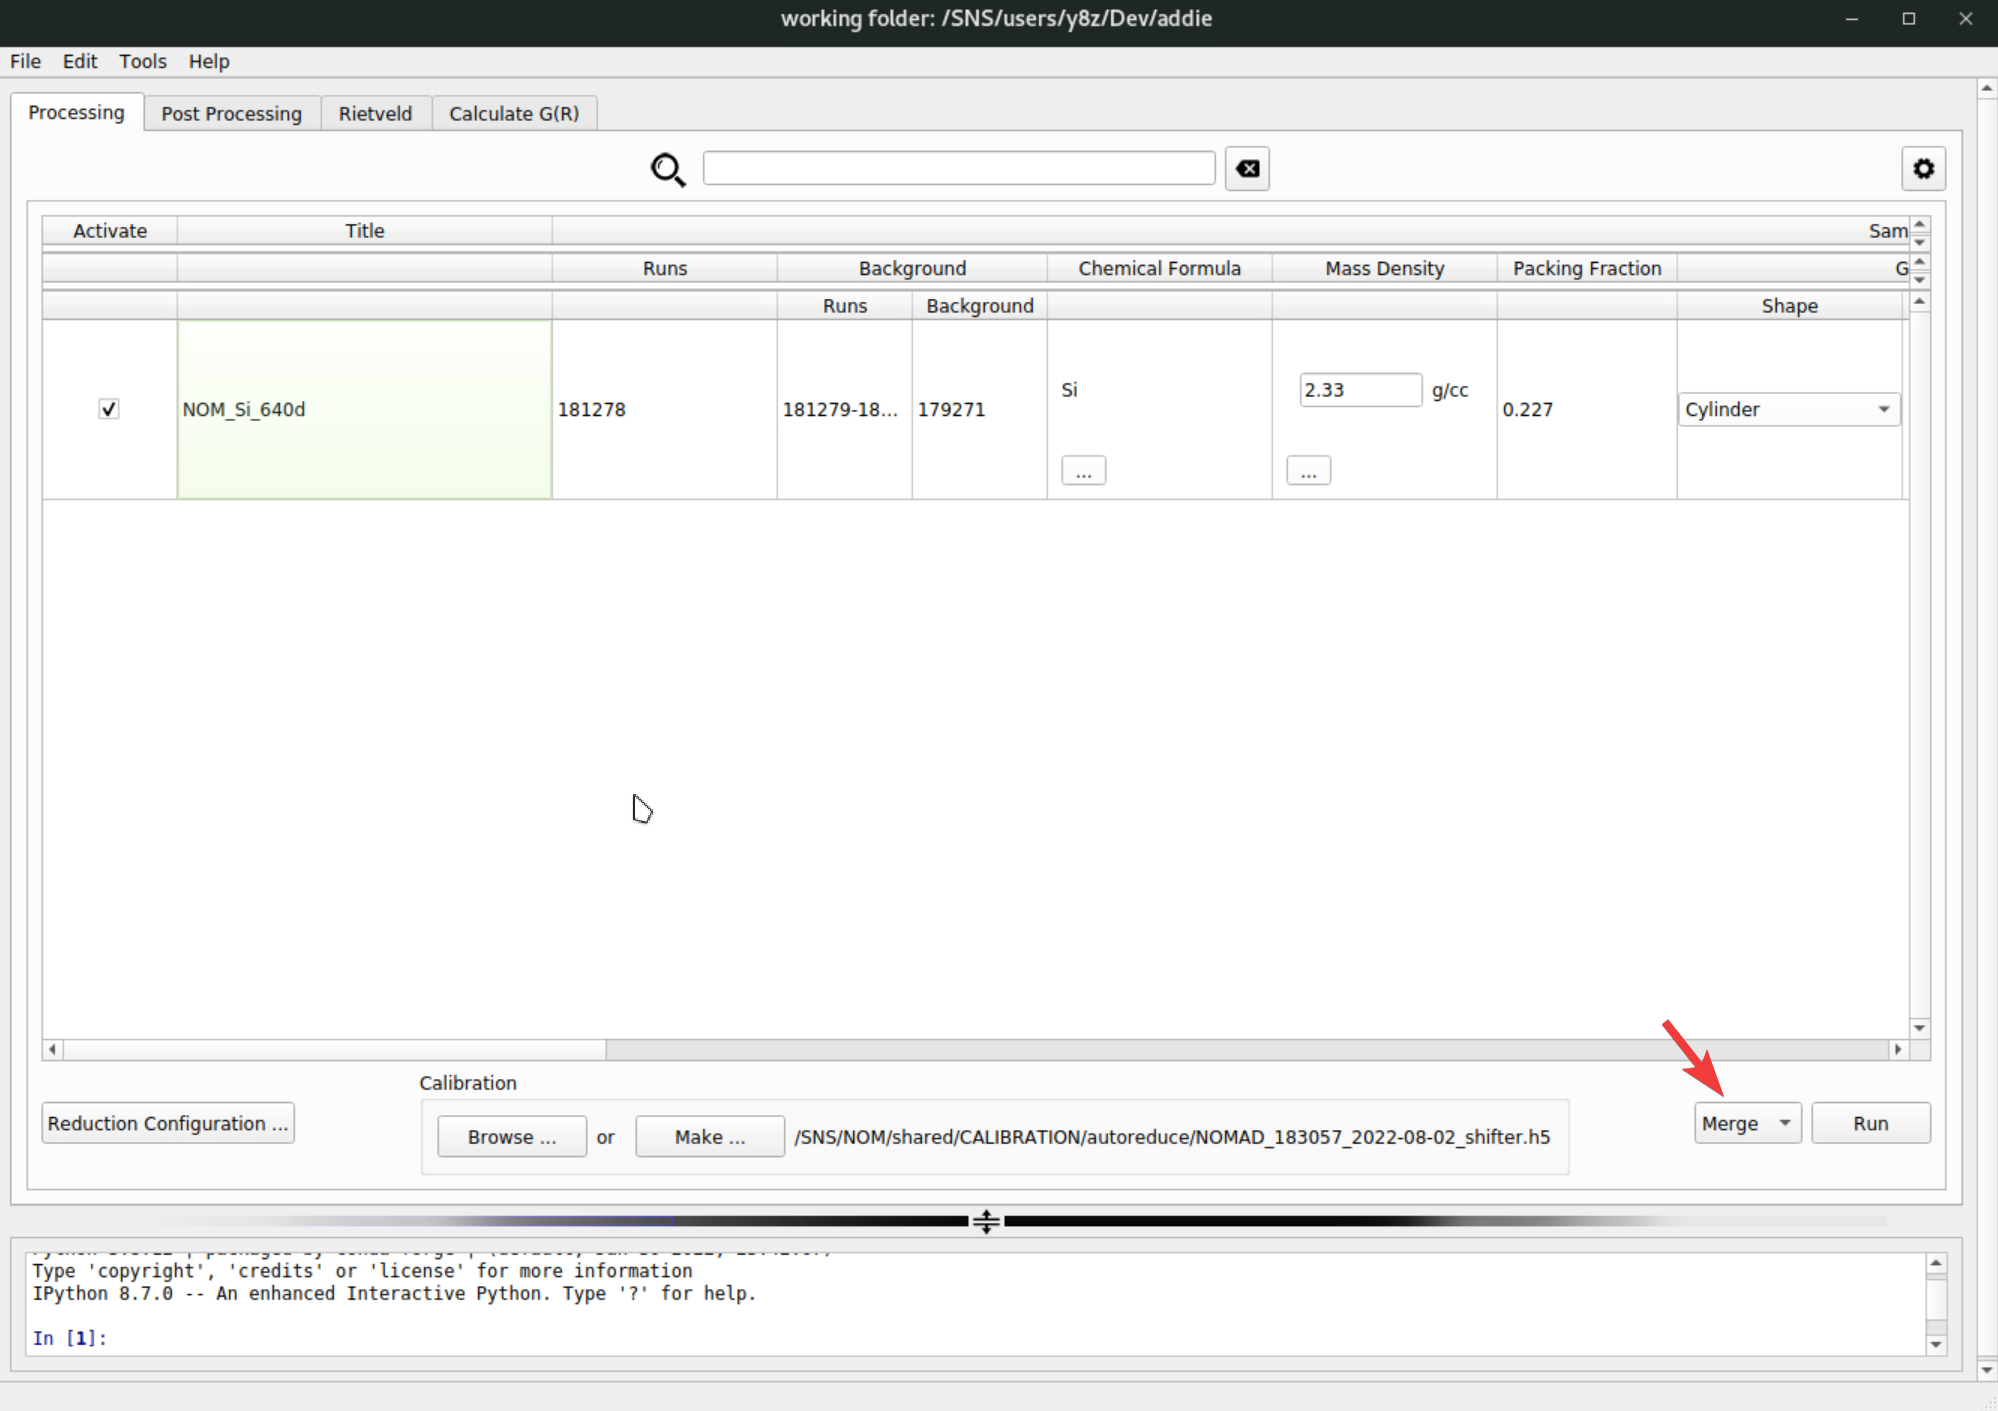 working folder: /SNS/users/y8z/Dev/addie
File Edit Tools Help
Processing Post Processing Rietveld Calculate G(R)
Activate Title Sam
Runs Background Chemical Formula Mass Density Packing Fraction G
Runs Background Shape
Si 2.33 g/cc
NOM_Si_640d 181278 181279-18... 179271 0.227 Cylinder
... ...
Calibration
Reduction Configuration ... Merge Run
Browse ... or Make ... /SNS/NOM/shared/CALIBRATION/autoreduce/NOMAD_183057_2022-08-02_shifter.h5
Type 'copyright', 'credits' or 'license' for more information
IPython 8.7.0 -- An enhanced Interactive Python. Type '?' for help.
In [1]: